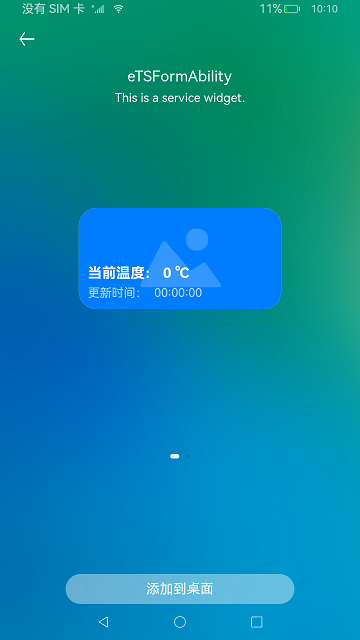 没有 SIM 卡 11% 10:10
eTSFormAbility
This is a service widget.
当前温度： 0 ℃
更新时间： 00:00:00
添加到桌面